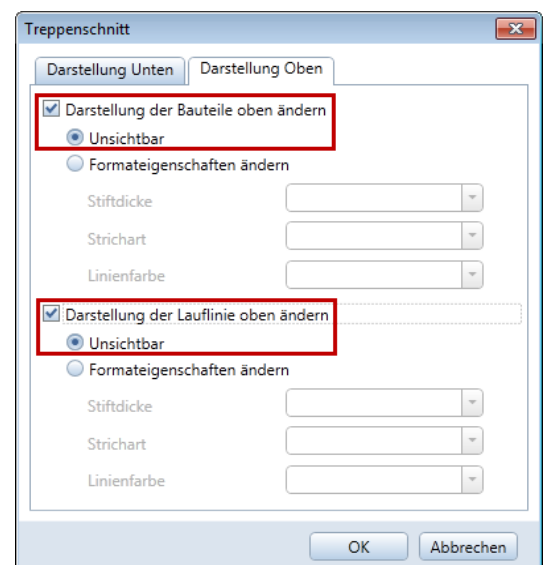 Treppenschnitt
Darstellung Unten Darstellung Oben
Darstellung der Bauteile oben ändern
Unsichtbar
Formateigenschaften ändern
Stiftdicke
Strichart
Linienfarbe
Darstellung der Lauflinie oben ändern
Unsichtbar
Formateigenschaften ändern
Stiftdicke
Strichart
Linienfarbe
OK Abbrechen